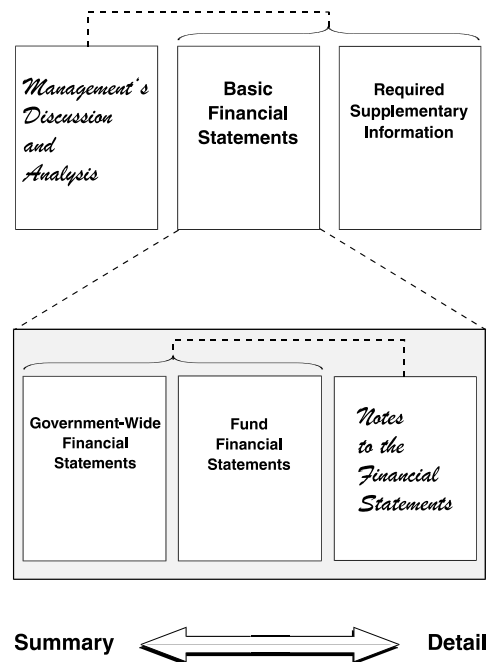 Management's
Discussion
and
Analysis
Basic
Financial
Statements
Required
Supplementary
Information
Government-Wide
Financial
Statements
Fund
Financial
Statements
Notes
to the
Financial
Statements
Summary
Detail